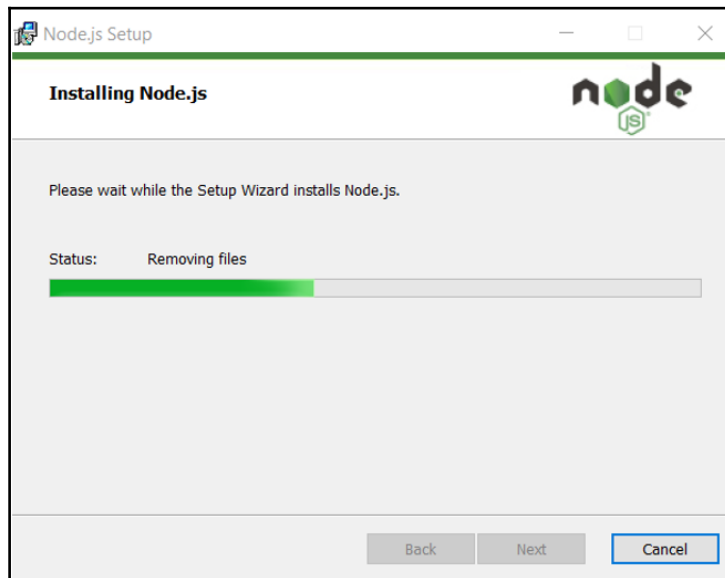 Node.js Setup
Installing Node.js
node
JS
Please wait while the Setup Wizard installs Node.js.
Status: Removing files
Back Next Cancel